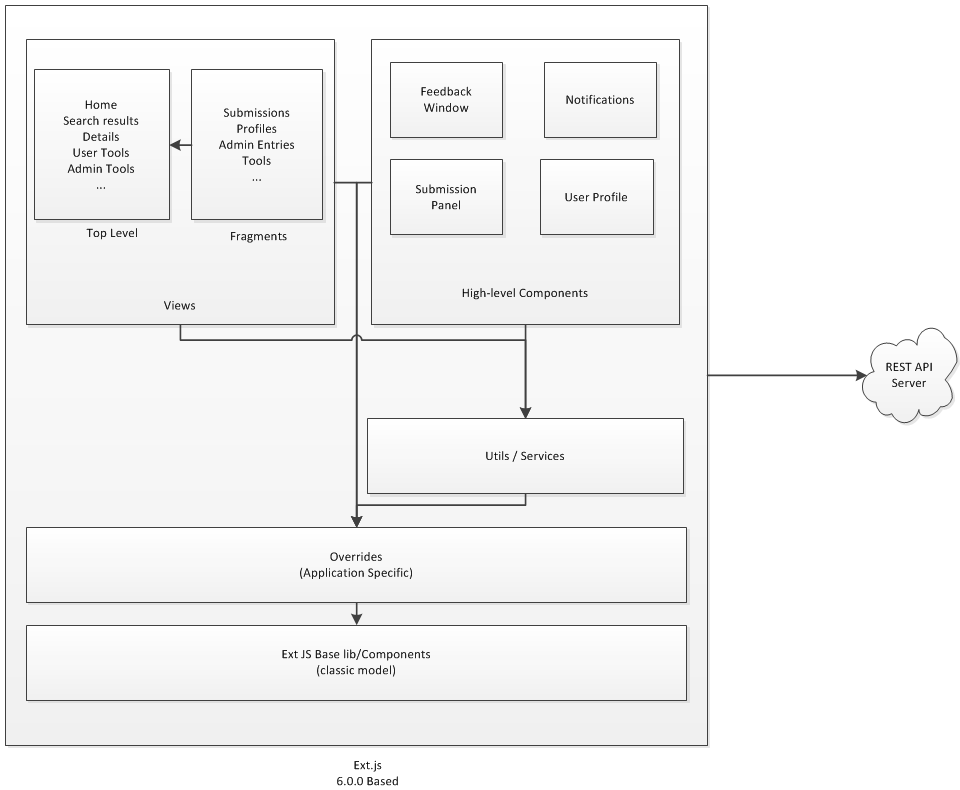 Home
Search results
Details
User Tools
Admin Tools
...
Top Level
Submissions
Profiles
Admin Entries
Tools
...
Fragments
Views
Feedback
Window
Notifications
Submission
Panel
User Profile
High-level Components
REST API
Server
Utils / Services
Overrides
(Application Specific)
Ext JS Base lib/Components
(classic model)
Ext.js
6.0.0 Based